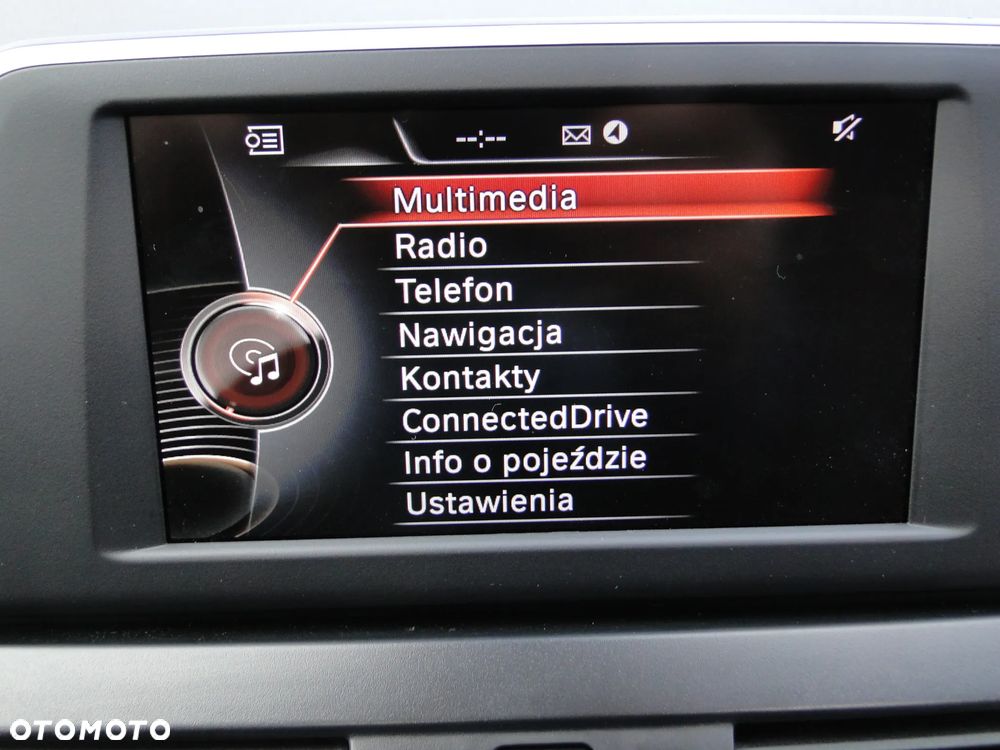 --:--
Multimedia
Radio
Telefon
Nawigacja
Kontakty
ConnectedDrive
Info o pojeździe
Ustawienia
OTOMOTO